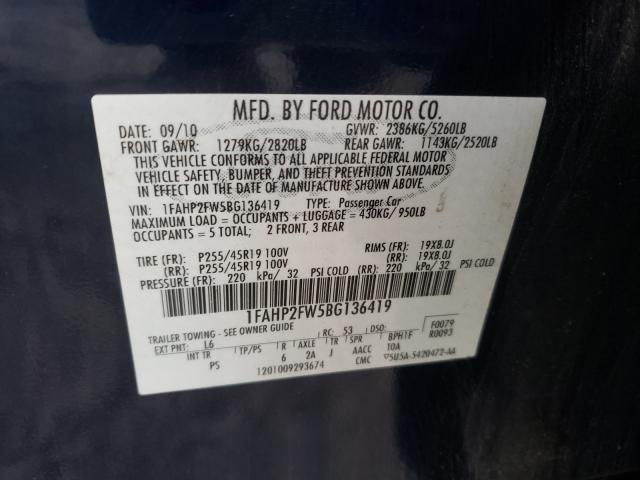 MFD. BY FORD MOTOR CO.
DATE: 09/10 GVWR: 2386KG/5260LB
FRONT GAWR: 1279KG/2820LB REAR GAWR: 1143KG/2520LB
THIS VEHICLE CONFORMS TO ALL APPLICABLE FEDERAL MOTOR
VEHICLE SAFETY, BUMPER, AND THEFT PREVENTION STANDARDS
IN EFFECT ON THE DATE OF MANUFACTURE SHOWN ABOVE.
VIN: 1FAHP2FW5BG136419 TYPE: Passenger Car
MAXIMUM LOAD = OCCUPANTS + LUGGAGE = 430KG/950LB
OCCUPANTS = 5 TOTAL; 2 FRONT, 3 REAR
TIRE (FR): P255/45R19 100V RIMS (FR): 19X8.0J
(RR): P255/45R19 100V (RR): 19X8.0J
PRESSURE (FR): 220 kPa/ 32 PSI COLD (RR): 220 kPa/ 32 PSI COLD
1FAHP2FW5BG136419
TRAILER TOWING - SEE OWNER GUIDE
RC: 53 DSO: F0079
EXT PNT: L6 R0093
INT TR TP/PS R AXLE TR SPR BPHTF
PS 6 2A J AACC 10A
CMC
1201009293674 5U5A-5420472-AA